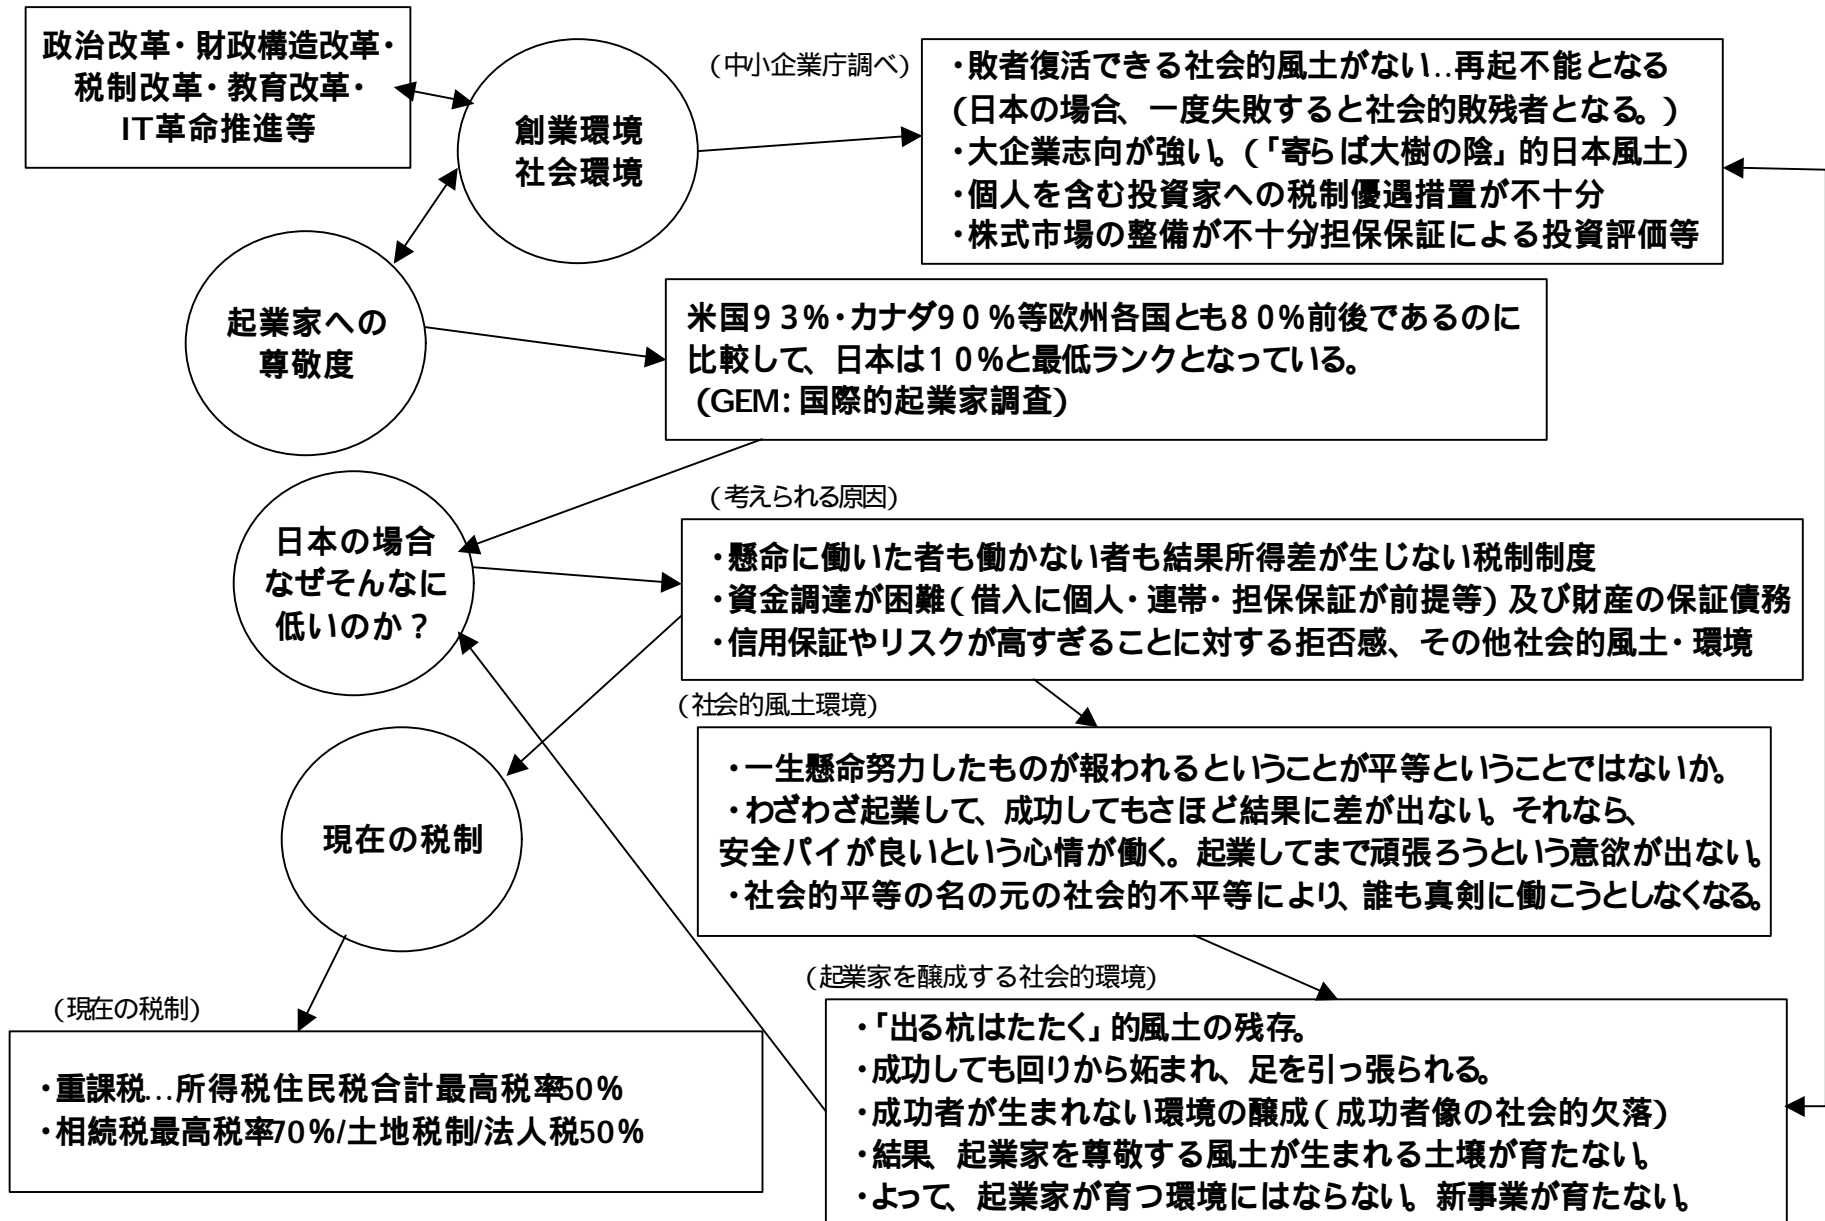 政治改革・財政構造改革・
税制改革・教育改革・
IT革命推進等
創業環境
社会環境
(中小企業庁調べ)
・敗者復活できる社会的風土がない‥再起不能となる
(日本の場合、一度失敗すると社会的敗残者となる。)
・大企業志向が強い。(「寄らば大樹の陰」的日本風土)
・個人を含む投資家への税制優遇措置が不十分
・株式市場の整備が不十分/担保保証による投資評価等
起業家への
尊敬度
米国93%・カナダ90%等欧州各国とも80%前後であるのに
比較して、日本は10%と最低ランクとなっている。
(GEM:国際的起業家調査)
日本の場合
なぜそんなに
低いのか？
(考えられる原因)
・懸命に働いた者も働かない者も結果所得差が生じない税制制度
・資金調達が困難(借入に個人・連帯・担保保証が前提等)及び財産の保証債務
・信用保証やリスクが高すぎることに対する拒否感、その他社会的風土・環境
(社会的風土環境)
・一生懸命努力したものが報われるということが平等ということではないか。
・わざわざ起業して、成功してもさほど結果に差が出ない。それなら、
安全パイが良いという心情が働く。起業してまで頑張ろうという意欲が出ない。
・社会的平等の名の元の社会的不平等により、誰も真剣に働こうとしなくなる。
現在の税制
(現在の税制)
・重課税…所得税住民税合計最高税率50%
・相続税最高税率70%/土地税制/法人税50%
(起業家を醸成する社会的環境)
・「出る杭はたたく」的風土の残存。
・成功しても回りから妬まれ、足を引っ張られる。
・成功者が生まれない環境の醸成(成功者像の社会的欠落)
・結果、起業家を尊敬する風土が生まれる土壌が育たない。
・よって、起業家が育つ環境にはならない。新事業が育たない。